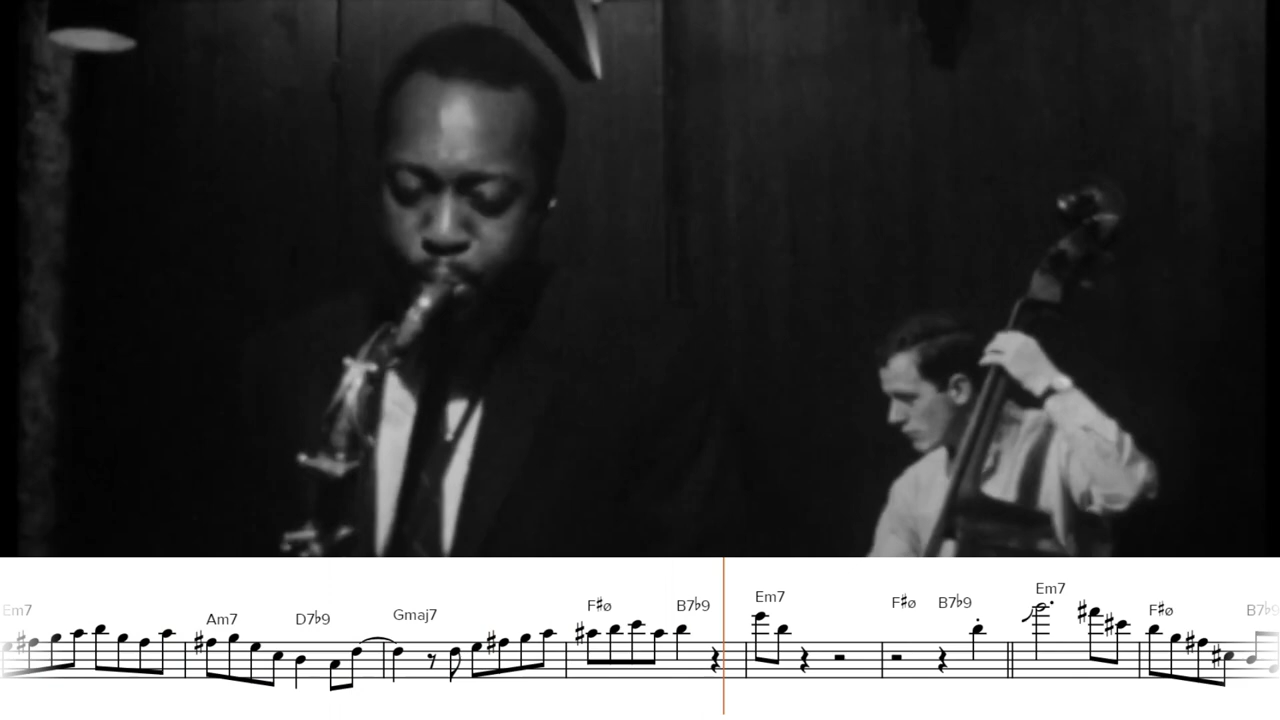 Em7 Am7 D7♭9 Gmaj7 F♯ø B7♭9 Em7 F♯ø B7♭9 Em7 F♯ø B7♭9